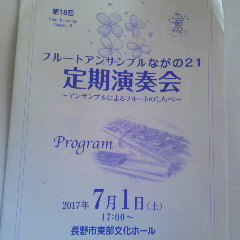 第18回
フルートアンサンブルながの21
定期演奏会
～アンサンブルによるフルートのしらべ～
Program
2017年 7月1日(土)
17:00～
長野市東部文化ホール